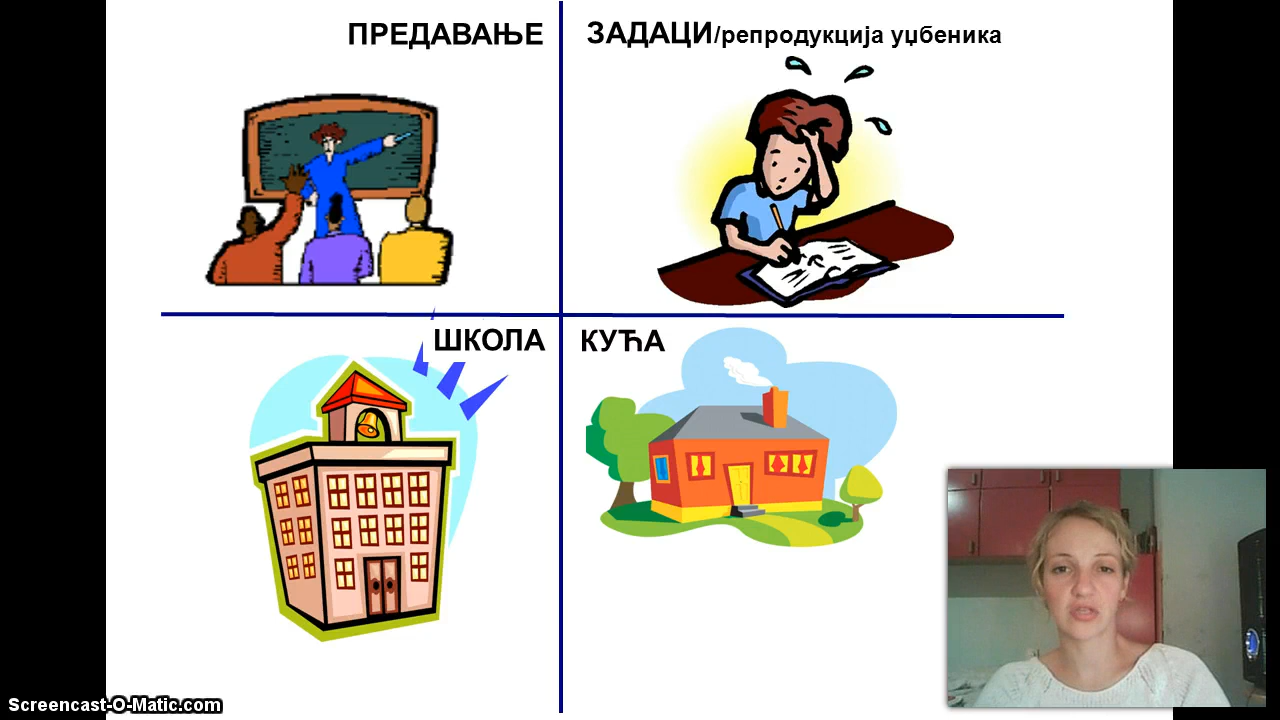 ПРЕДАВАЊЕ
ЗАДАЦИ/репродукција уџбеника
ШКОЛА
КУЋА
Screencast-O-Matic.com